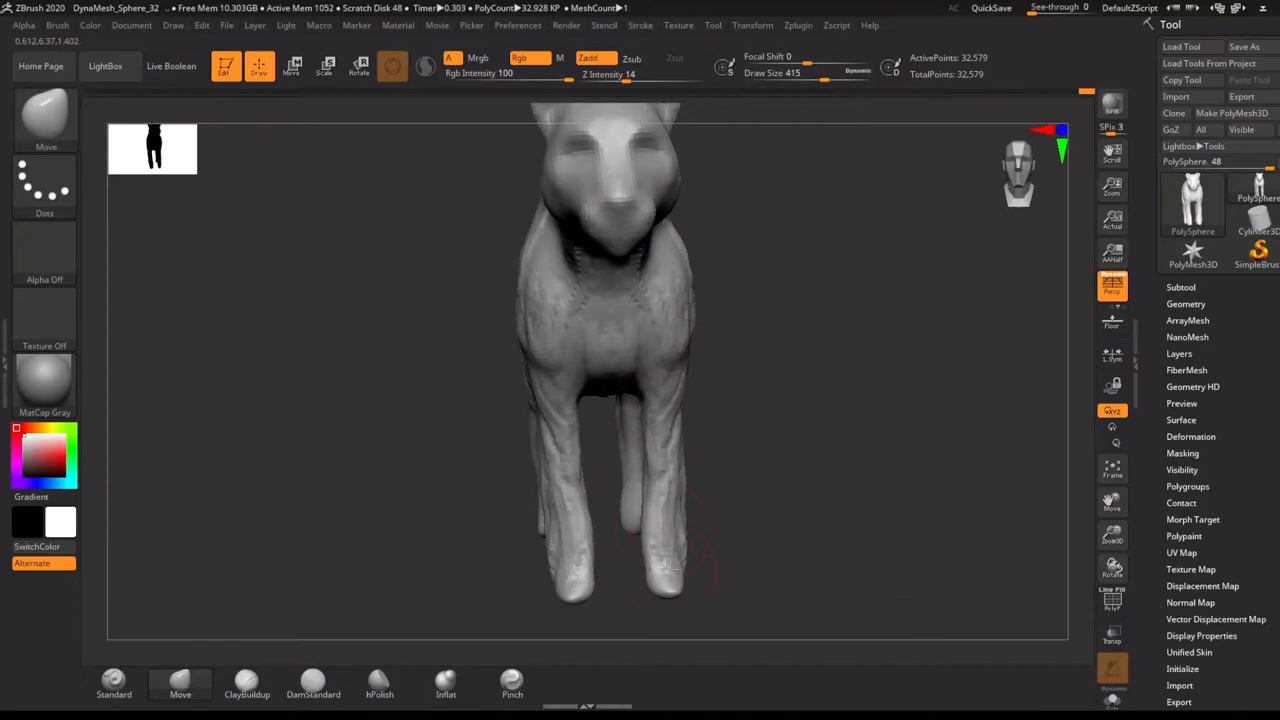 ZBrush 2020 DynaMesh_Sphere_32 .. • Free Mem 10.303GB • Active Mem 1052 • Scratch Disk 48 • Timer▶0.303 • PolyCount▶32.928 KP • MeshCount▶1 AC QuickSave See-through 0 Menus DefaultZScript
Alpha Brush Color Document Draw Edit File Layer Light Macro Marker Material Movie Picker Preferences Render Stencil Stroke Texture Tool Transform Zplugin Zscript Help
0.612,6.37,1.402
Home Page LightBox Live Boolean Edit Draw Move Scale Rotate A Mrgb Rgb M Rgb Intensity 100 Zadd Zsub Zcut Z Intensity 14 S Focal Shift 0 Draw Size 415 Dynamic D ActivePoints: 32,579 TotalPoints: 32,579
Tool
Load Tool Save As
Load Tools From Project
Copy Tool Paste Tool
Import Export
Clone Make PolyMesh3D
GoZ All Visible
Lightbox▶Tools
PolySphere. 48
PolySphere PolySphere
Cylinder3D
PolyMesh3D SimpleBrus
Subtool
Geometry
ArrayMesh
NanoMesh
Layers
FiberMesh
Geometry HD
Preview
Surface
Deformation
Masking
Visibility
Polygroups
Contact
Morph Target
Polypaint
UV Map
Texture Map
Displacement Map
Normal Map
Vector Displacement Map
Display Properties
Unified Skin
Initialize
Import
Export
Move
Dots
Alpha Off
Texture Off
MatCap Gray
Gradient
SwitchColor
Alternate
BPR
SPix 3
Scroll
Zoom
Actual
AAHalf
Dynamic
Persp
Floor
L.Sym
XYZ
Frame
Move
Zoom3D
Rotate
Line Fill
PolyF
Transp
Dynamic
Solo
Standard Move ClayBuildup DamStandard hPolish Inflat Pinch